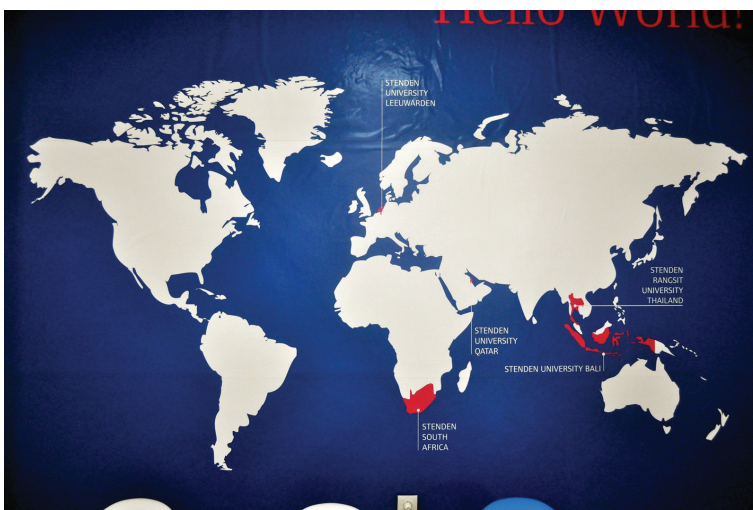 Hello World!
STENDEN
UNIVERSITY
LEEUWARDEN
STENDEN
RANGSIT
UNIVERSITY
THAILAND
STENDEN
UNIVERSITY
QATAR
STENDEN UNIVERSITY BALI
STENDEN
SOUTH
AFRICA